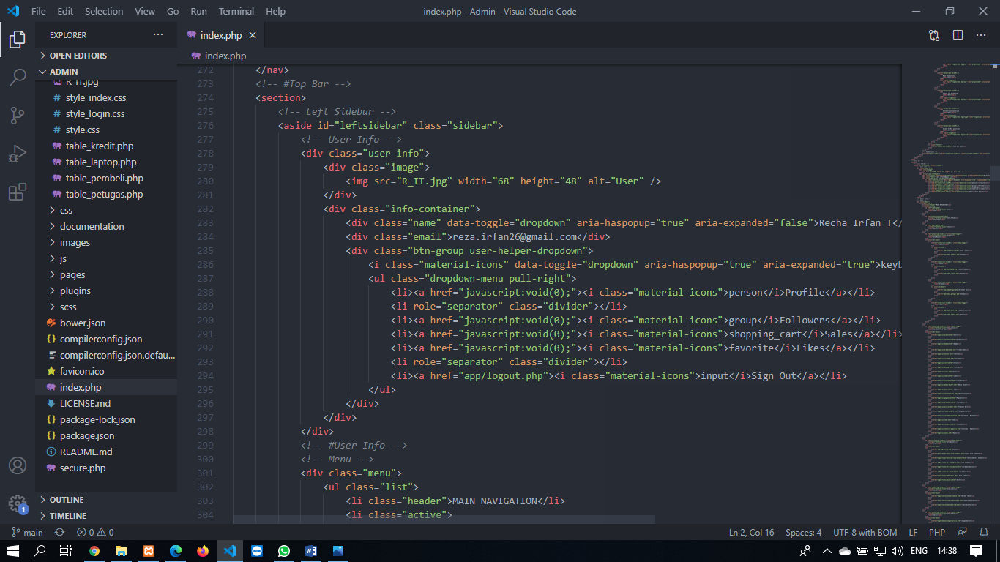 File Edit Selection View Go Run Terminal Help
index.php - Admin - Visual Studio Code
EXPLORER
OPEN EDITORS
ADMIN
R_IT.jpg
# style_index.css
# style_login.css
# style.css
table_kredit.php
table_laptop.php
table_pembeli.php
table_petugas.php
css
documentation
images
js
pages
plugins
scss
bower.json
{} compilerconfig.json
compilerconfig.json.defau...
favicon.ico
index.php
LICENSE.md
{} package-lock.json
{} package.json
README.md
secure.php
OUTLINE
TIMELINE
1
index.php
index.php
272 </nav>
273 <!-- #Top Bar -->
274 <section>
275 <!-- Left Sidebar -->
276 <aside id="leftsidebar" class="sidebar">
277 <!-- User Info -->
278 <div class="user-info">
279 <div class="image">
280 <img src="R_IT.jpg" width="68" height="48" alt="User" />
281 </div>
282 <div class="info-container">
283 <div class="name" data-toggle="dropdown" aria-haspopup="true" aria-expanded="false">Recha Irfan T</
284 <div class="email">reza.irfan26@gmail.com</div>
285 <div class="btn-group user-helper-dropdown">
286 <i class="material-icons" data-toggle="dropdown" aria-haspopup="true" aria-expanded="true">keyb
287 <ul class="dropdown-menu pull-right">
288 <li><a href="javascript:void(0);"><i class="material-icons">person</i>Profile</a></li>
289 <li role="separator" class="divider"></li>
290 <li><a href="javascript:void(0);"><i class="material-icons">group</i>Followers</a></li>
291 <li><a href="javascript:void(0);"><i class="material-icons">shopping_cart</i>Sales</a></li>
292 <li><a href="javascript:void(0);"><i class="material-icons">favorite</i>Likes</a></li>
293 <li role="separator" class="divider"></li>
294 <li><a href="app/logout.php"><i class="material-icons">input</i>Sign Out</a></li>
295 </ul>
296 </div>
297 </div>
298 </div>
299 <!-- #User Info -->
300 <!-- Menu -->
301 <div class="menu">
302 <ul class="list">
303 <li class="header">MAIN NAVIGATION</li>
304 <li class="active">
main 0 0 Ln 2, Col 16 Spaces: 4 UTF-8 with BOM LF PHP
ENG 14:38